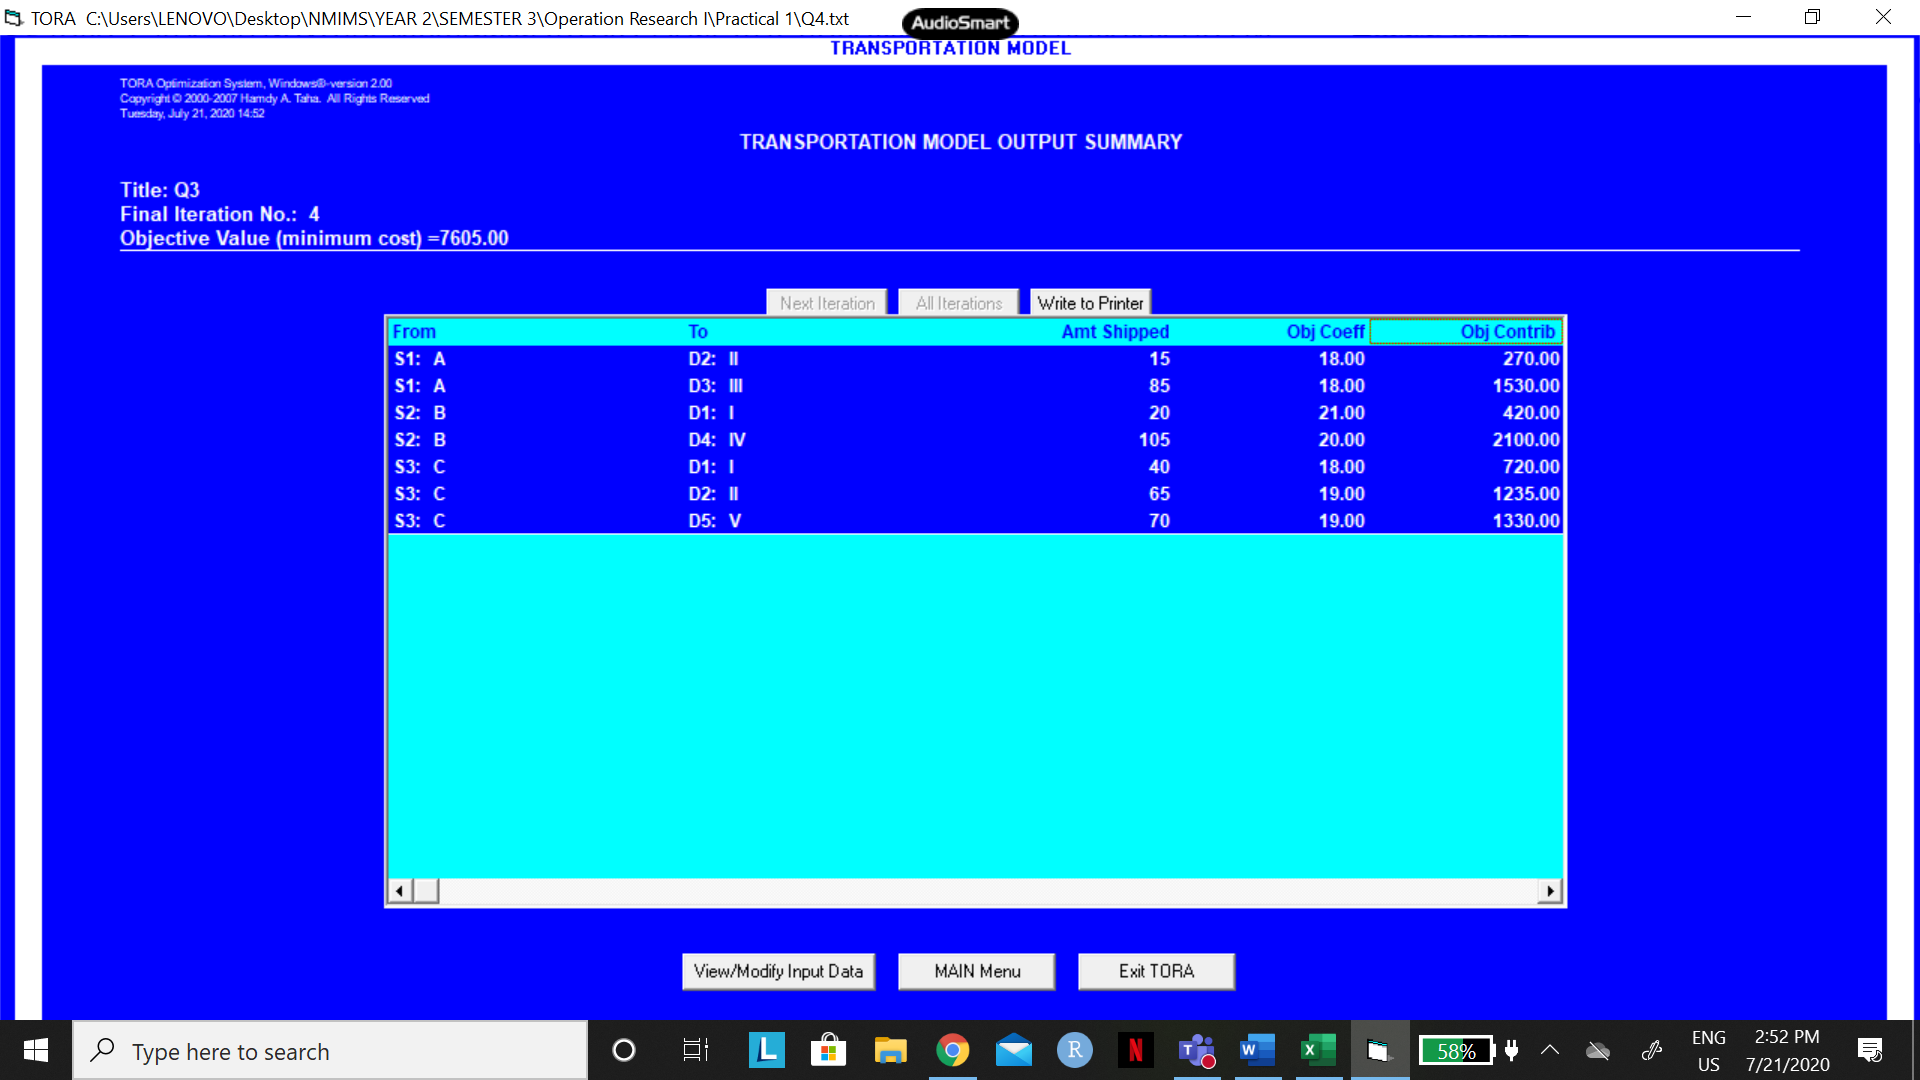 TORA C:\Users\LENOVO\Desktop\NMIMS\YEAR 2\SEMESTER 3\Operation Research I\Practical 1\Q4.txt
AudioSmart
TRANSPORTATION MODEL
TORA Optimization System, Windows®-version 2.00
Copyright © 2000-2007 Hamdy A. Taha. All Rights Reserved
Tuesday, July 21, 2020 14:52
TRANSPORTATION MODEL OUTPUT SUMMARY
Title: Q3
Final Iteration No.: 4
Objective Value (minimum cost) =7605.00
Next Iteration All Iterations Write to Printer
From To Amt Shipped Obj Coeff Obj Contrib
S1: A D2: II 15 18.00 270.00
S1: A D3: III 85 18.00 1530.00
S2: B D1: I 20 21.00 420.00
S2: B D4: IV 105 20.00 2100.00
S3: C D1: I 40 18.00 720.00
S3: C D2: II 65 19.00 1235.00
S3: C D5: V 70 19.00 1330.00
View/Modify Input Data MAIN Menu Exit TORA
Type here to search L R N T W X 58% ENG 2:52 PM
US 7/21/2020